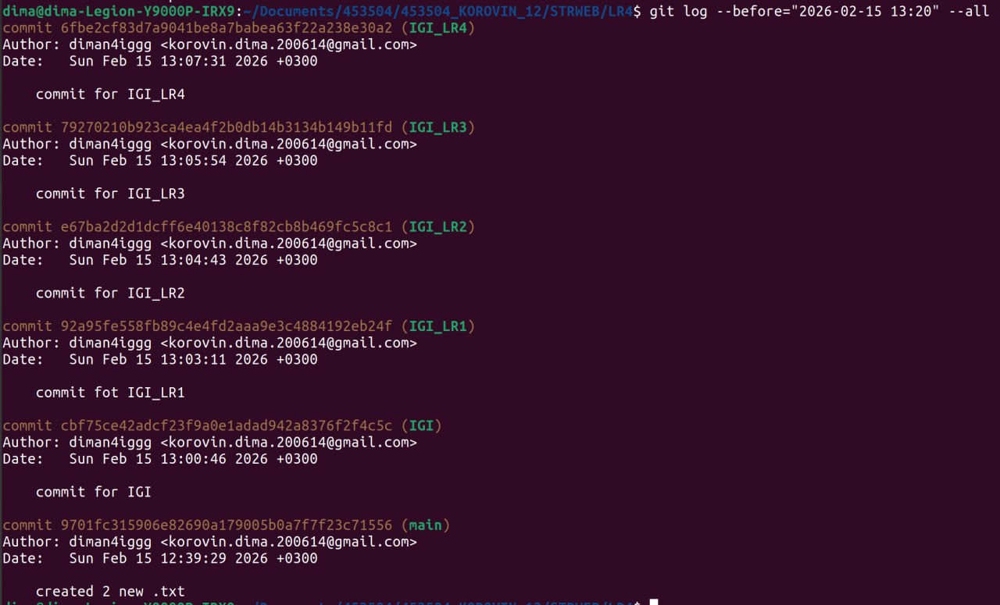 dima@dima-Legion-Y9000P-IRX9:~/Documents/453504/453504_KOROVIN_12/STRWEB/LR4$ git log --before="2026-02-15 13:20" --all
commit 6fbe2cf83d7a9041be8a7babea63f22a238e30a2 (IGI_LR4)
Author: diman4iggg <korovin.dima.200614@gmail.com>
Date:   Sun Feb 15 13:07:31 2026 +0300
commit for IGI_LR4
commit 79270210b923ca4ea4f2b0db14b3134b149b11fd (IGI_LR3)
Author: diman4iggg <korovin.dima.200614@gmail.com>
Date:   Sun Feb 15 13:05:54 2026 +0300
commit for IGI_LR3
commit e67ba2d2d1dcff6e40138c8f82cb8b469fc5c8c1 (IGI_LR2)
Author: diman4iggg <korovin.dima.200614@gmail.com>
Date:   Sun Feb 15 13:04:43 2026 +0300
commit for IGI_LR2
commit 92a95fe558fb89c4e4fd2aaa9e3c4884192eb24f (IGI_LR1)
Author: diman4iggg <korovin.dima.200614@gmail.com>
Date:   Sun Feb 15 13:03:11 2026 +0300
commit fot IGI_LR1
commit cbf75ce42adcf23f9a0e1adad942a8376f2f4c5c (IGI)
Author: diman4iggg <korovin.dima.200614@gmail.com>
Date:   Sun Feb 15 13:00:46 2026 +0300
commit for IGI
commit 9701fc315906e82690a179005b0a7f7f23c71556 (main)
Author: diman4iggg <korovin.dima.200614@gmail.com>
Date:   Sun Feb 15 12:39:29 2026 +0300
created 2 new .txt